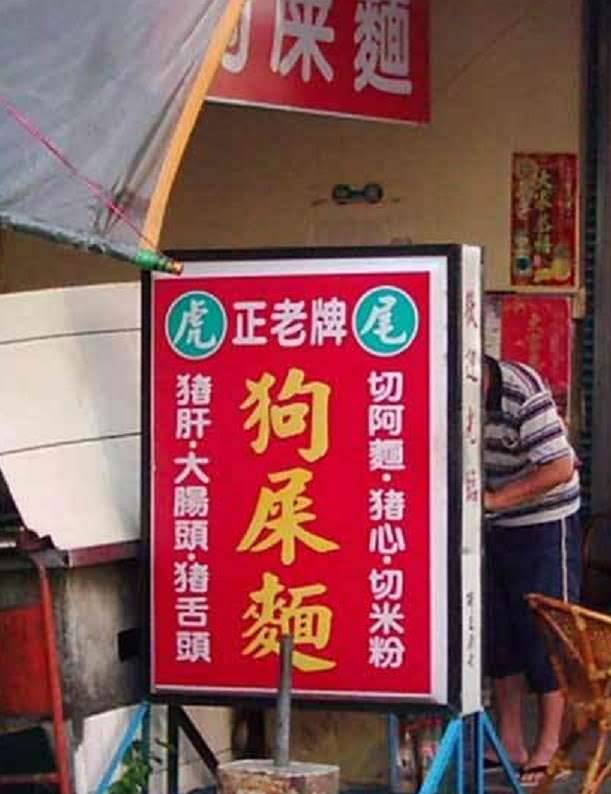 屎麵
虎 正老牌 尾
切阿麵·猪心·切米粉
狗屎麵
猪肝·大腸頭·猪舌頭